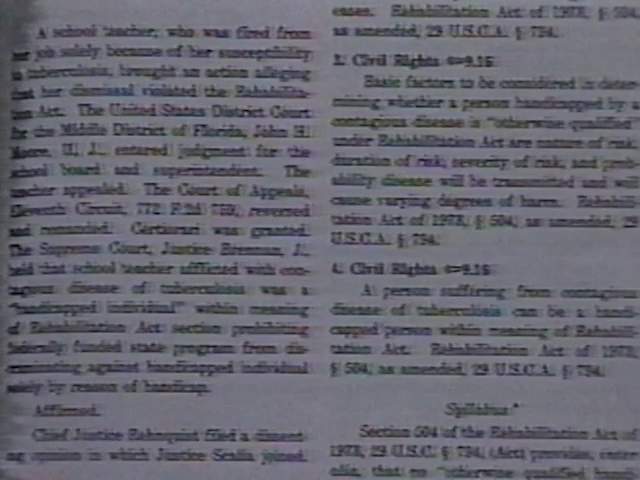 A school teacher, who was fired from
her job solely because of her susceptibility
to tuberculosis, brought an action alleging
that her dismissal violated the Rehabilita-
tion Act. The United States District Court
for the Middle District of Florida, John H.
Moore, II, J., entered judgment for the
school board and superintendent. The
teacher appealed. The Court of Appeals,
Eleventh Circuit, 772 F.2d 759, reversed
and remanded. Certiorari was granted.
The Supreme Court, Justice Brennan, J.,
held that school teacher afflicted with con-
tagious disease of tuberculosis was a
"handicapped individual" within meaning
of Rehabilitation Act section prohibiting
federally funded state program from dis-
criminating against handicapped individual
solely by reason of handicap.
Affirmed.
Chief Justice Rehnquist filed a dissent-
ing opinion in which Justice Scalia joined.
cases. Rehabilitation Act of 1973, § 504,
as amended, 29 U.S.C.A. § 794.
3. Civil Rights 9.15
Basic factors to be considered in deter-
mining whether a person handicapped by a
contagious disease is "otherwise qualified"
under Rehabilitation Act are nature of risk,
duration of risk, severity of risk, and prob-
ability disease will be transmitted and will
cause varying degrees of harm. Rehabili-
tation Act of 1973, § 504, as amended, 29
U.S.C.A. § 794.
4. Civil Rights 9.15
A person suffering from contagious
disease of tuberculosis can be a handi-
capped person within meaning of Rehabili-
tation Act. Rehabilitation Act of 1973,
§ 504, as amended, 29 U.S.C.A. § 794.
Syllabus *
Section 504 of the Rehabilitation Act of
1973, 29 U.S.C. § 794, (Act) provides, inter
alia, that no "otherwise qualified handi-